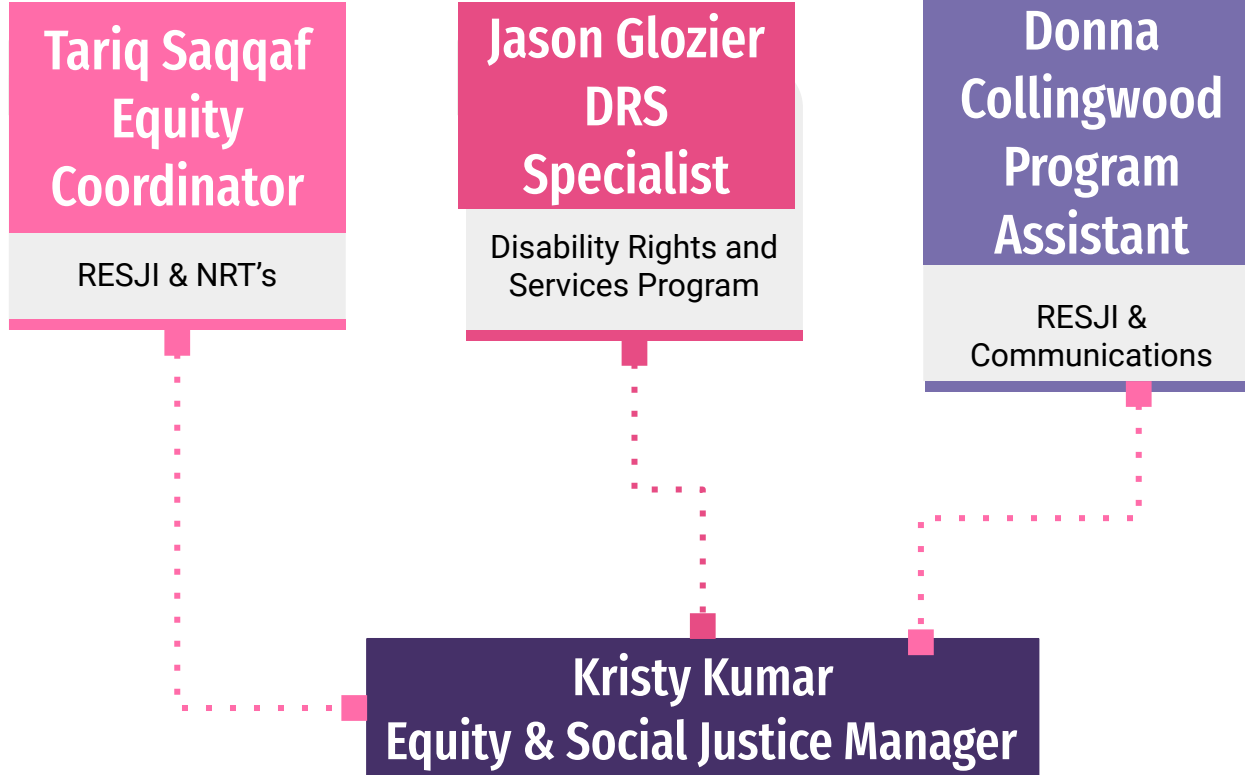 Tariq Saqqaf
Equity
Coordinator
RESJI & NRT’s
Jason Glozier
DRS
Specialist
Disability Rights and
Services Program
Donna
Collingwood
Program
Assistant
RESJI &
Communications
Kristy Kumar
Equity & Social Justice Manager